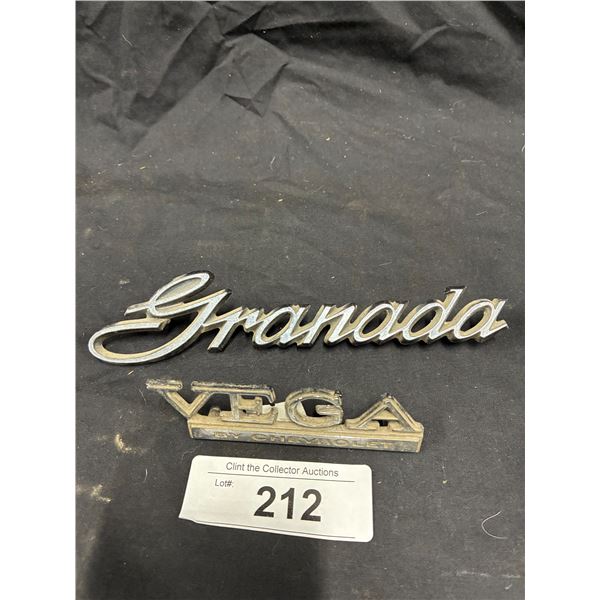 Granada
VEGA
BY CHEVROLET
Clint the Collector Auctions
Lot#:
212